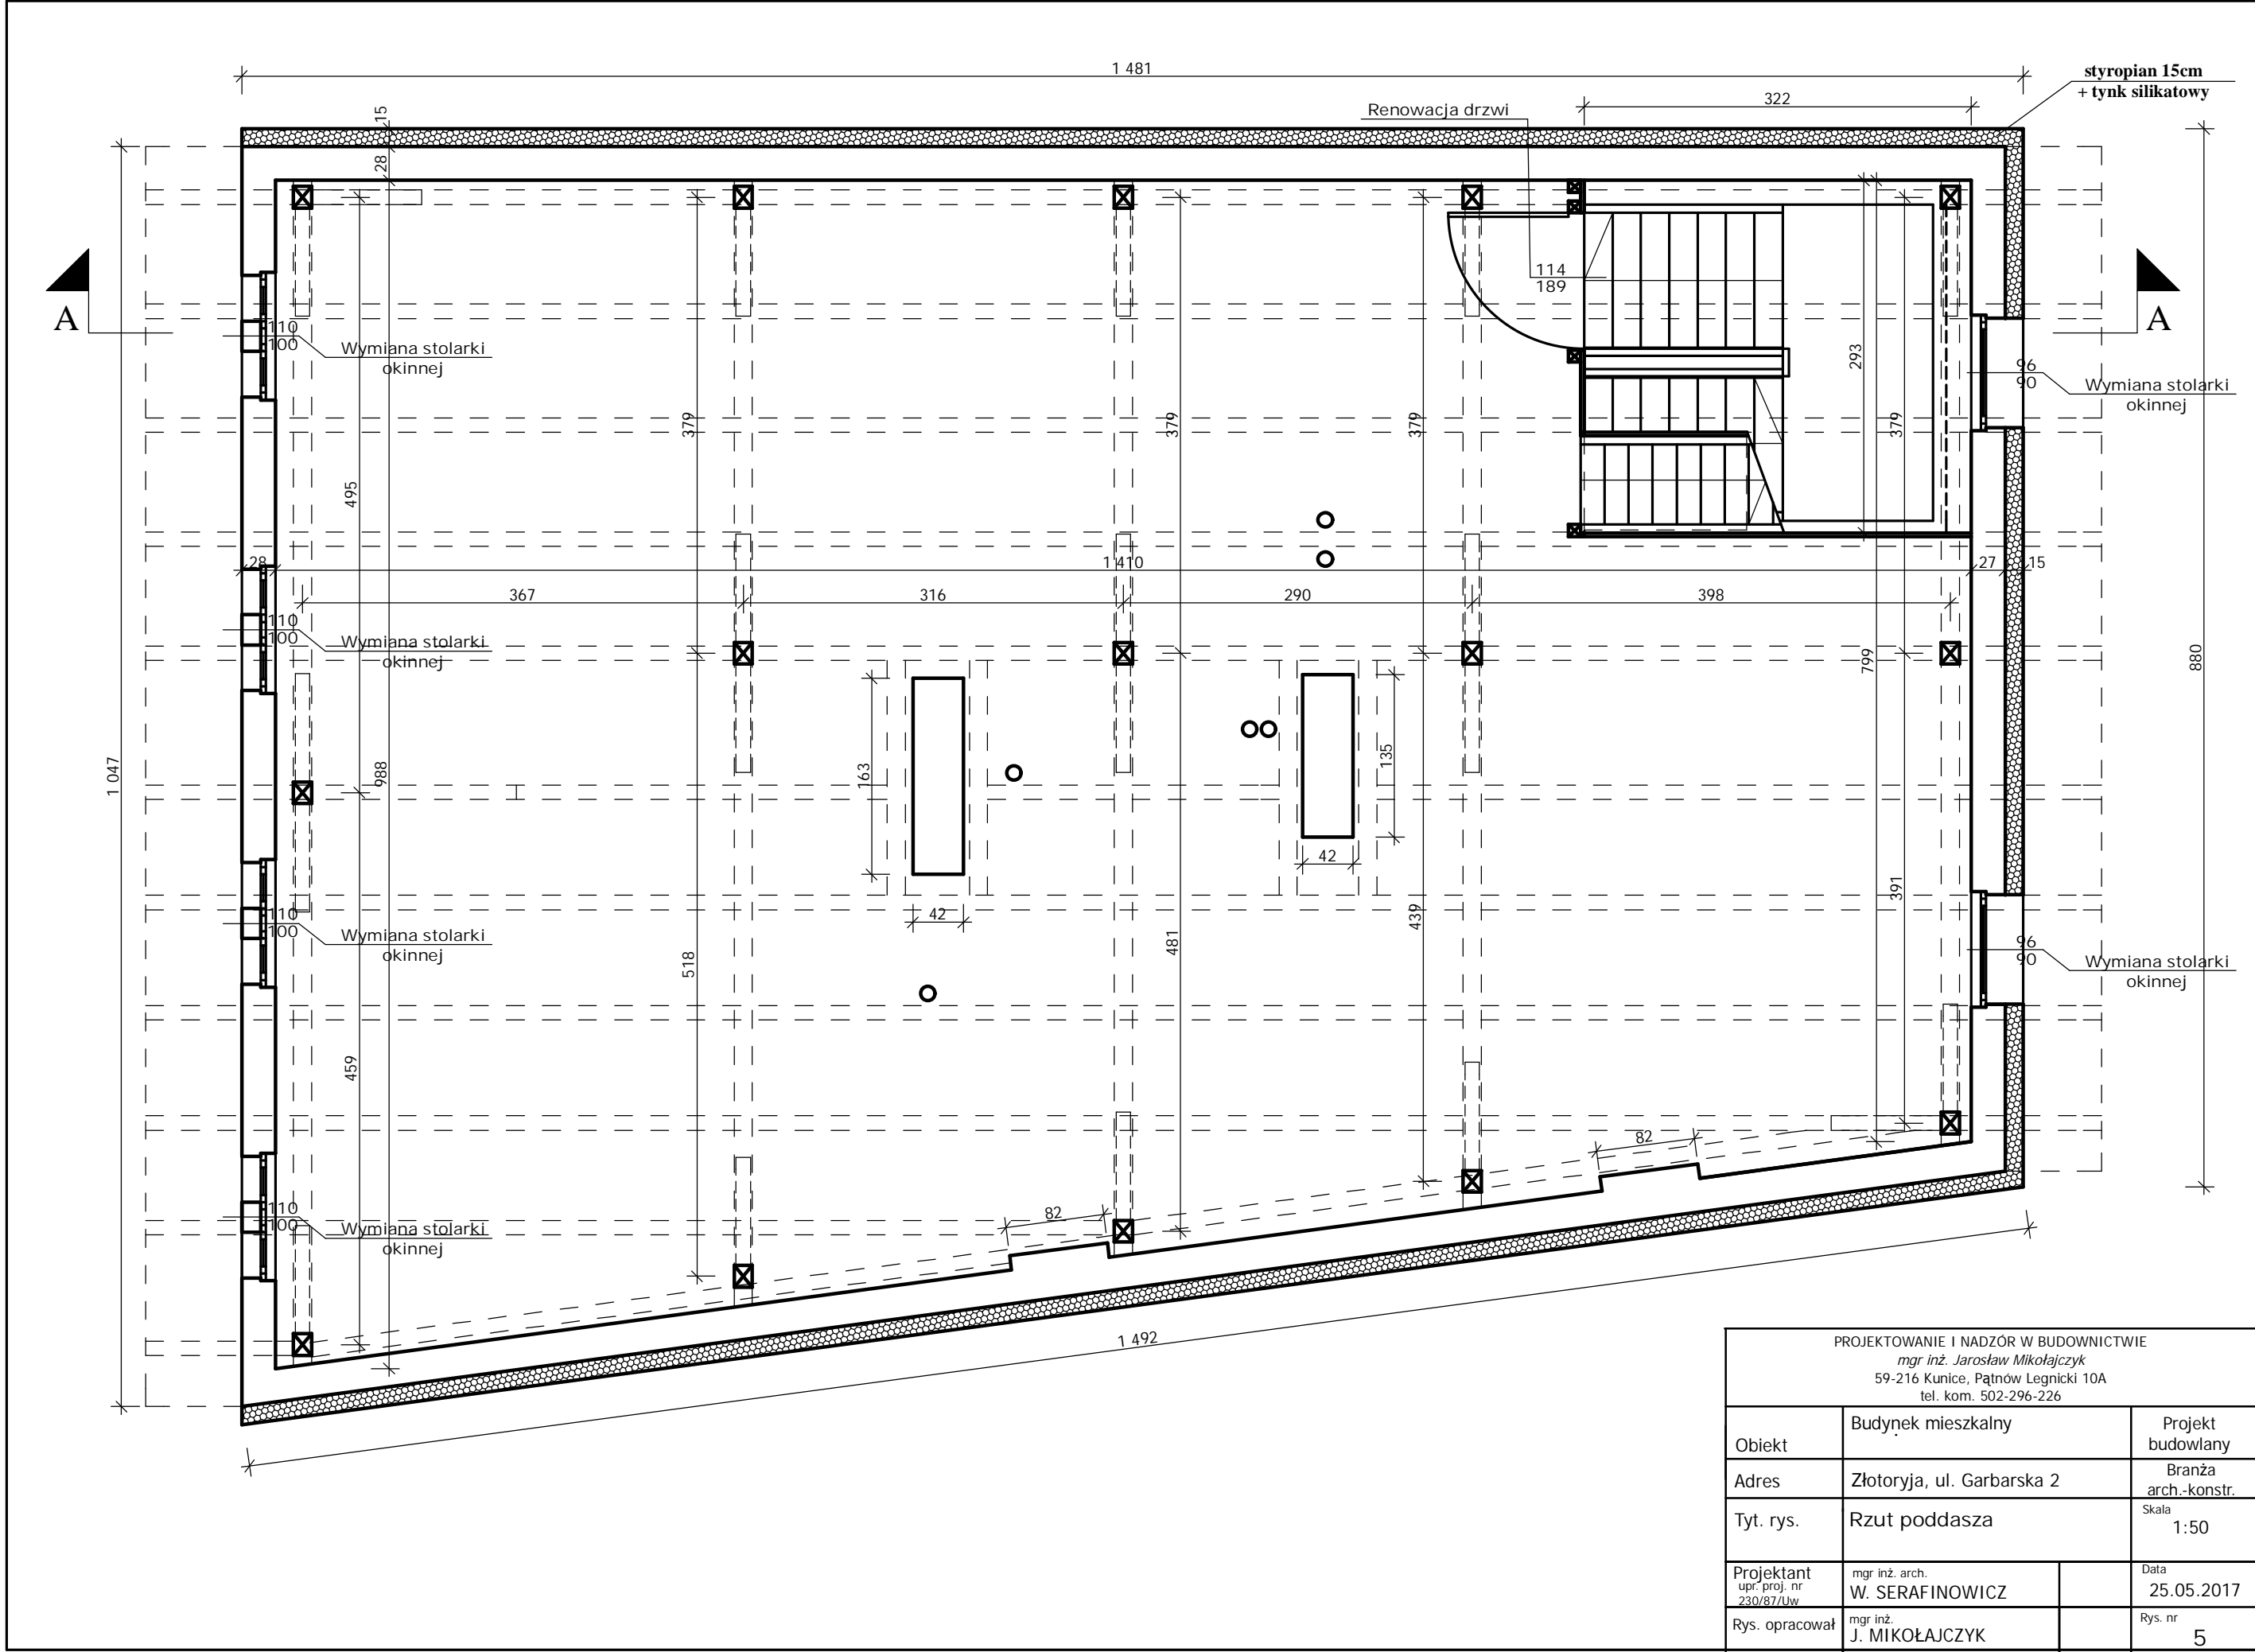 1 481
styropian 15cm
+ tynk silikatowy
322
Renowacja drzwi
15
28
114
189
A
A
110
100
Wymiana stolarki
okinnej
96
90
Wymiana stolarki
okinnej
293
379
379
379
379
495
28
1 410
27
15
367
316
290
398
110
100
Wymiana stolarki
okinnej
799
880
163
135
1 047
988
42
42
391
439
481
518
110
100
Wymiana stolarki
okinnej
96
90
Wymiana stolarki
okinnej
459
82
82
110
100
Wymiana stolarki
okinnej
1 492
PROJEKTOWANIE I NADZÓR W BUDOWNICTWIE
mgr inż. Jarosław Mikołajczyk
59-216 Kunice, Pątnów Legnicki 10A
tel. kom. 502-296-226
Obiekt
Budynek mieszkalny
Projekt
budowlany
Adres
Złotoryja, ul. Garbarska 2
Branża
arch.-konstr.
Tyt. rys.
Rzut poddasza
Skala
1:50
Projektant
upr. proj. nr
230/87/Uw
mgr inż. arch.
W. SERAFINOWICZ
Data
25.05.2017
Rys. opracował
mgr inż.
J. MIKOŁAJCZYK
Rys. nr
5